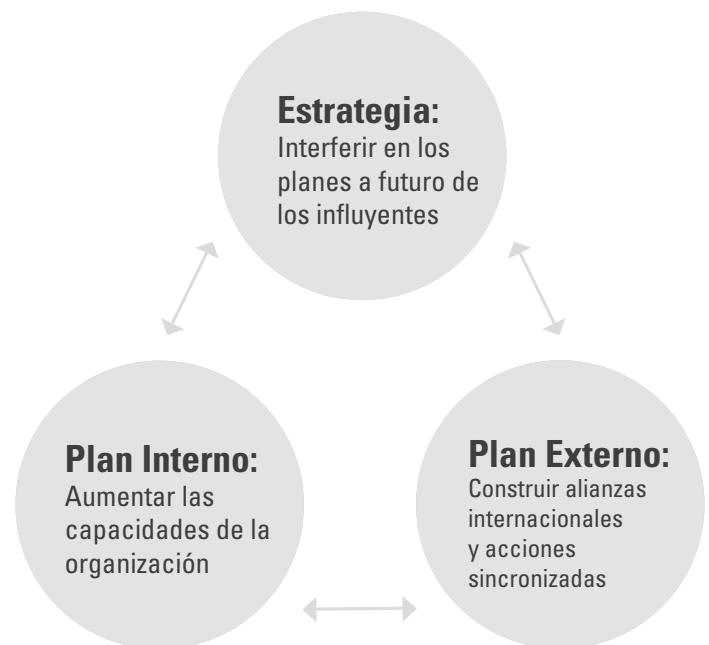 Estrategia:
Interferir en los
planes a futuro de
los influyentes
Plan Interno:
Aumentar las
capacidades de la
organización
Plan Externo:
Construir alianzas
internacionales
y acciones
sincronizadas